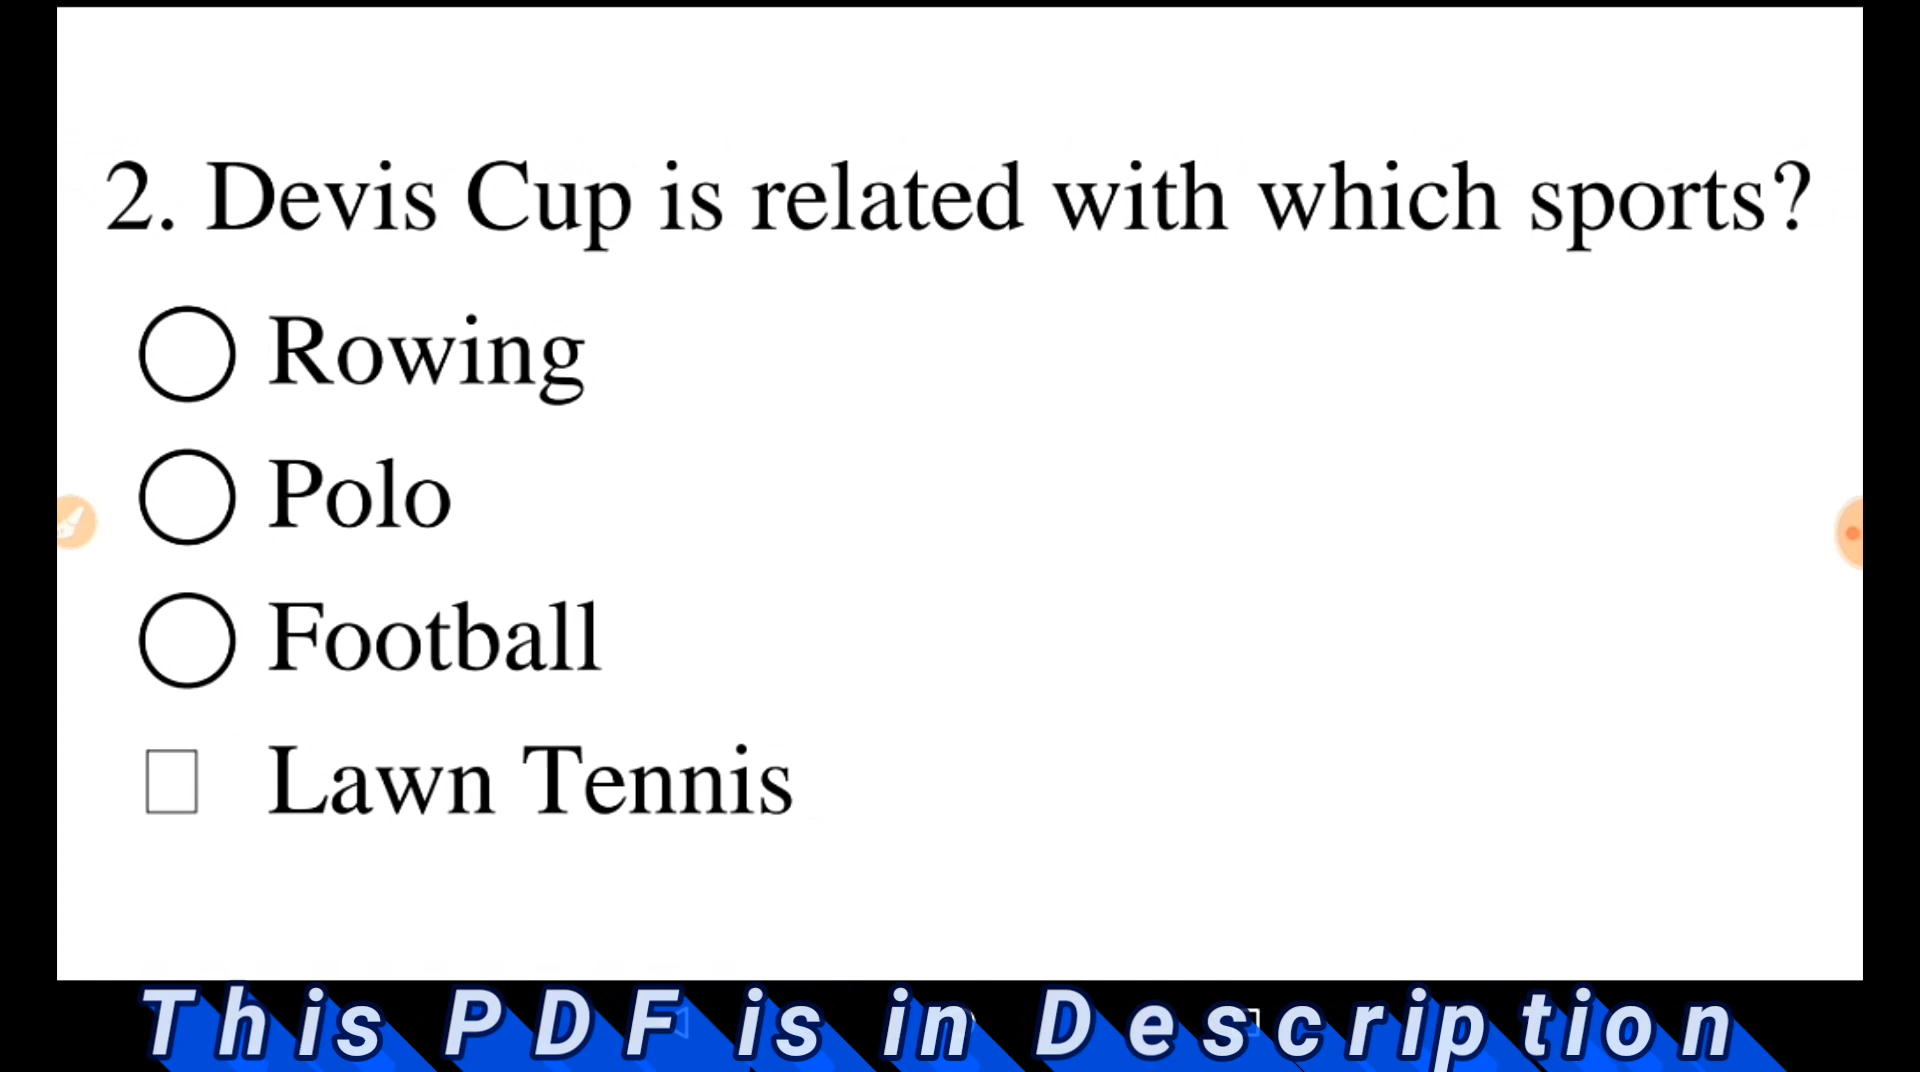 2. Devis Cup is related with which sports?
Rowing
Polo
Football
Lawn Tennis
This PDF is in Description